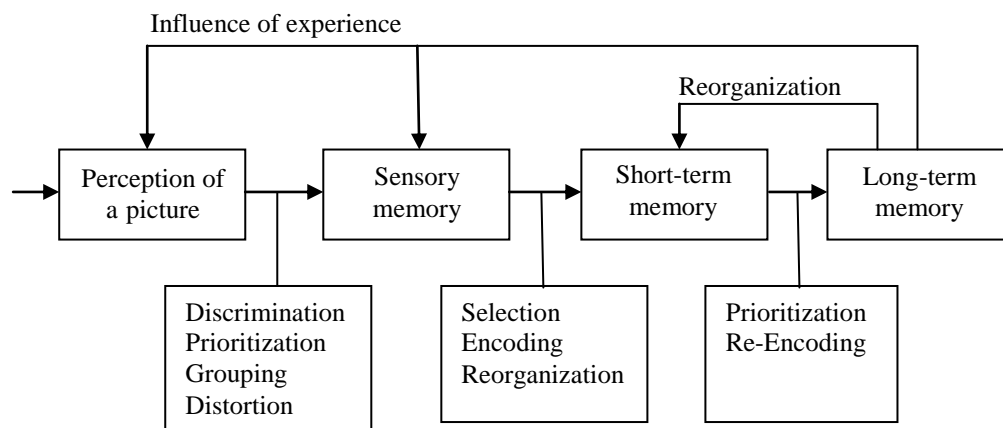 Influence of experience
Reorganization
Perception of
a picture
Sensory
memory
Short-term
memory
Long-term
memory
Discrimination
Prioritization
Grouping
Distortion
Selection
Encoding
Reorganization
Prioritization
Re-Encoding